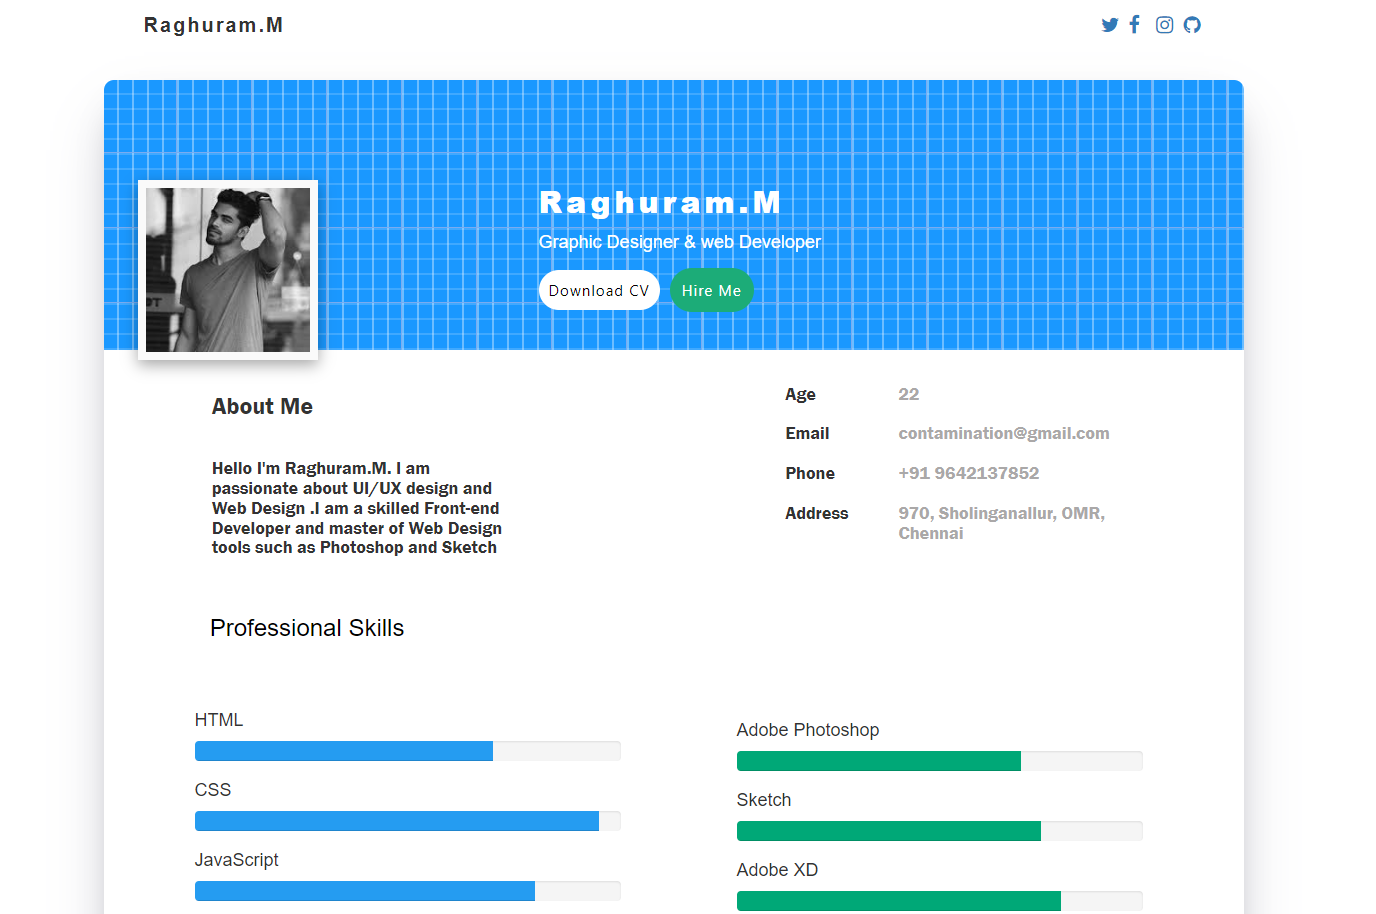 Raghuram.M
Raghuram.M
Graphic Designer & web Developer
Download CV
Hire Me
About Me
Hello I'm Raghuram.M. I am
passionate about UI/UX design and
Web Design .I am a skilled Front-end
Developer and master of Web Design
tools such as Photoshop and Sketch
Age 22
Email contamination@gmail.com
Phone +91 9642137852
Address 970, Sholinganallur, OMR,
Chennai
Professional Skills
HTML
CSS
JavaScript
Adobe Photoshop
Sketch
Adobe XD